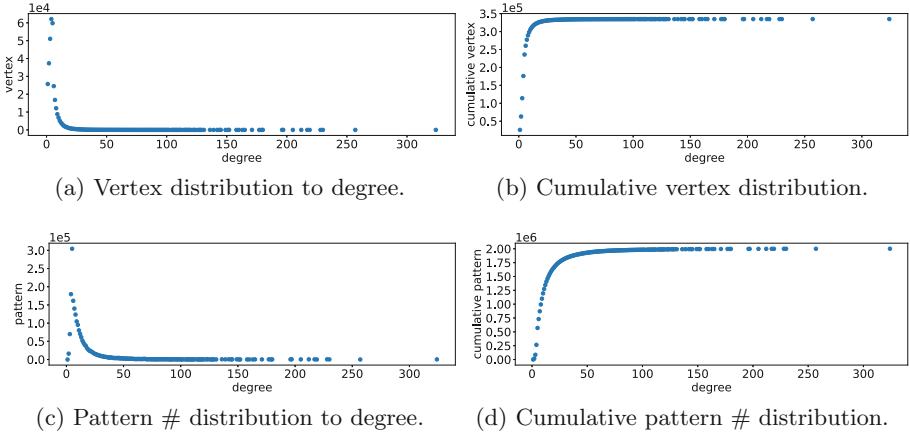 1e4
6
5
4
3
2
1
0
vertex
0 50 100 150 200 250 300
degree
(a) Vertex distribution to degree.
1e5
3.5
3.0
2.5
2.0
1.5
1.0
0.5
cumulative vertex
0 50 100 150 200 250 300
degree
(b) Cumulative vertex distribution.
1e5
3.0
2.5
2.0
1.5
1.0
0.5
0.0
pattern
0 50 100 150 200 250 300
degree
(c) Pattern # distribution to degree.
1e6
2.00
1.75
1.50
1.25
1.00
0.75
0.50
0.25
0.00
cumulative pattern
0 50 100 150 200 250 300
degree
(d) Cumulative pattern # distribution.